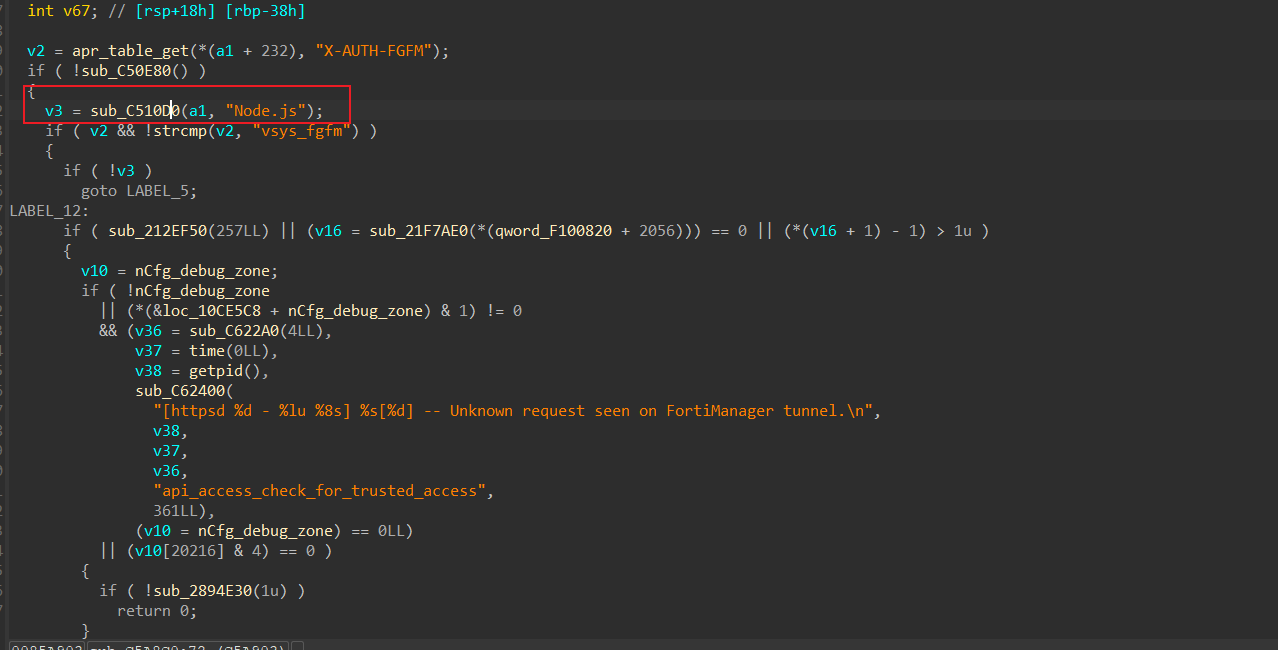 int v67; // [rsp+18h] [rbp-38h]
v2 = apr_table_get(*(a1 + 232), "X-AUTH-FGFM");
if ( !sub_C50E80() )
{
v3 = sub_C510D0(a1, "Node.js");
if ( v2 && !strcmp(v2, "vsys_fgfm") )
{
if ( !v3 )
goto LABEL_5;
LABEL_12:
if ( sub_212EF50(257LL) || (v16 = sub_21F7AE0(*(qword_F100820 + 2056))) == 0 || (*(v16 + 1) - 1) > 1u )
{
v10 = nCfg_debug_zone;
if ( !nCfg_debug_zone
|| (*(&loc_10CE5C8 + nCfg_debug_zone) & 1) != 0
&& (v36 = sub_C622A0(4LL),
v37 = time(0LL),
v38 = getpid(),
sub_C62400(
"[httpsd %d - %lu %8s] %s[%d] -- Unknown request seen on FortiManager tunnel.\n",
v38,
v37,
v36,
"api_access_check_for_trusted_access",
361LL),
(v10 = nCfg_debug_zone) == 0LL)
|| (v10[20216] & 4) == 0 )
{
if ( !sub_2894E30(1u) )
return 0;
}